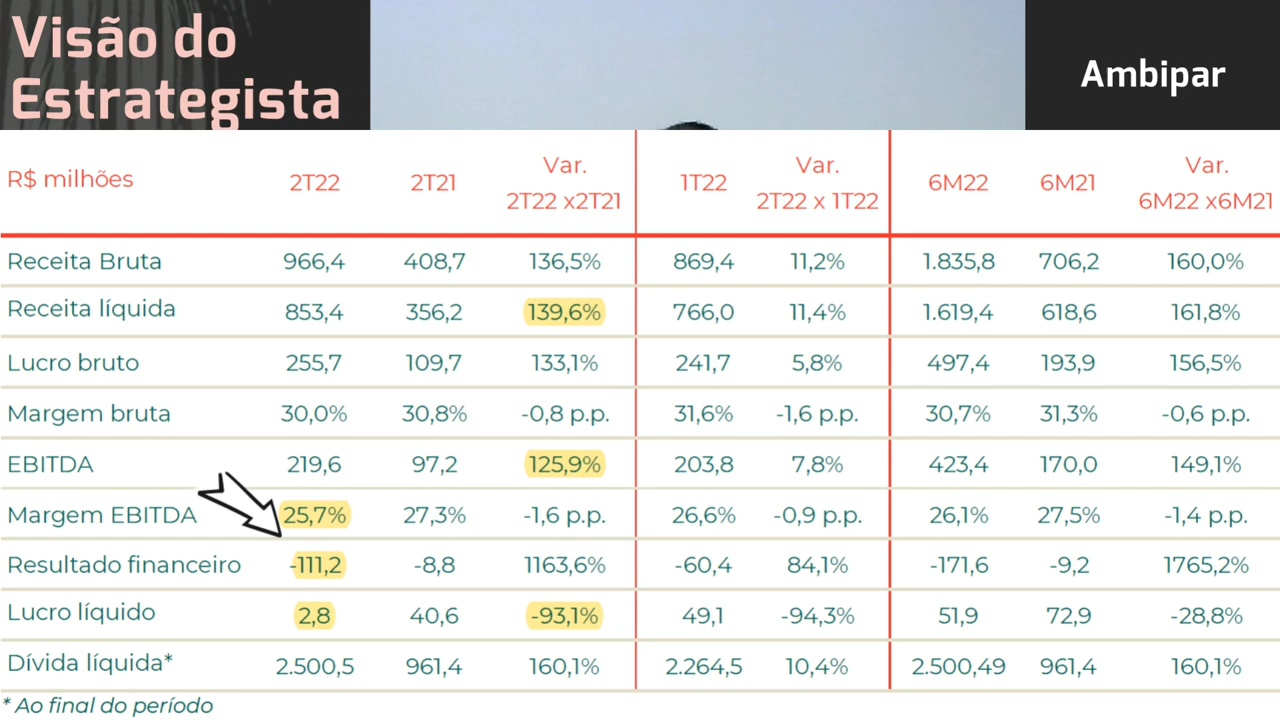 Visão do
Estrategista
Ambipar
R$ milhões 2T22 2T21 Var. 2T22 x2T21 1T22 Var. 2T22 x 1T22 6M22 6M21 Var. 6M22 x6M21
Receita Bruta 966,4 408,7 136,5% 869,4 11,2% 1.835,8 706,2 160,0%
Receita líquida 853,4 356,2 139,6% 766,0 11,4% 1.619,4 618,6 161,8%
Lucro bruto 255,7 109,7 133,1% 241,7 5,8% 497,4 193,9 156,5%
Margem bruta 30,0% 30,8% -0,8 p.p. 31,6% -1,6 p.p. 30,7% 31,3% -0,6 p.p.
EBITDA 219,6 97,2 125,9% 203,8 7,8% 423,4 170,0 149,1%
Margem EBITDA 25,7% 27,3% -1,6 p.p. 26,6% -0,9 p.p. 26,1% 27,5% -1,4 p.p.
Resultado financeiro -111,2 -8,8 1163,6% -60,4 84,1% -171,6 -9,2 1765,2%
Lucro líquido 2,8 40,6 -93,1% 49,1 -94,3% 51,9 72,9 -28,8%
Dívida líquida* 2.500,5 961,4 160,1% 2.264,5 10,4% 2.500,49 961,4 160,1%
* Ao final do período